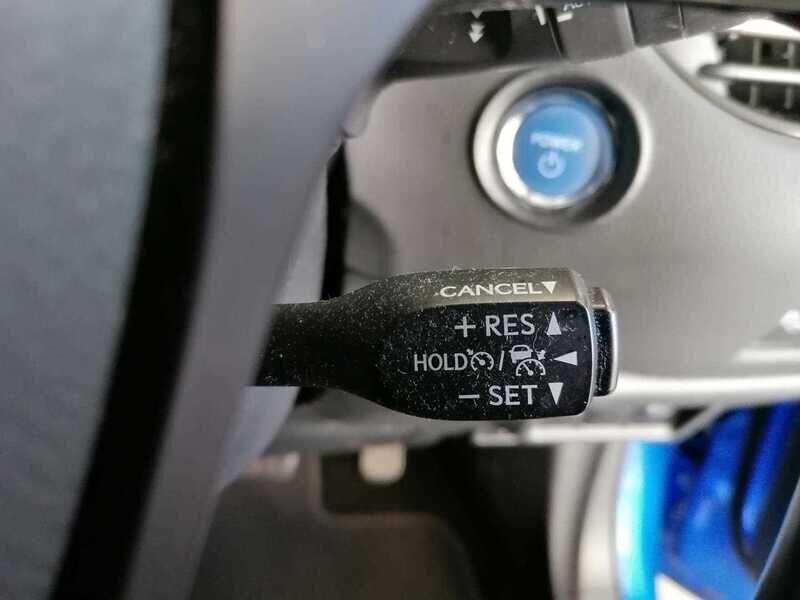 POWER
CANCEL
+ RES
HOLD /
− SET